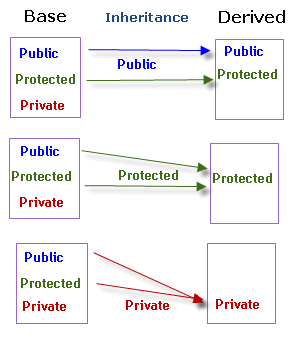 Base Inheritance Derived
Public Public
Public
Protected Protected
Private
Public
Protected Protected Protected
Private
Public
Protected
Private Private Private